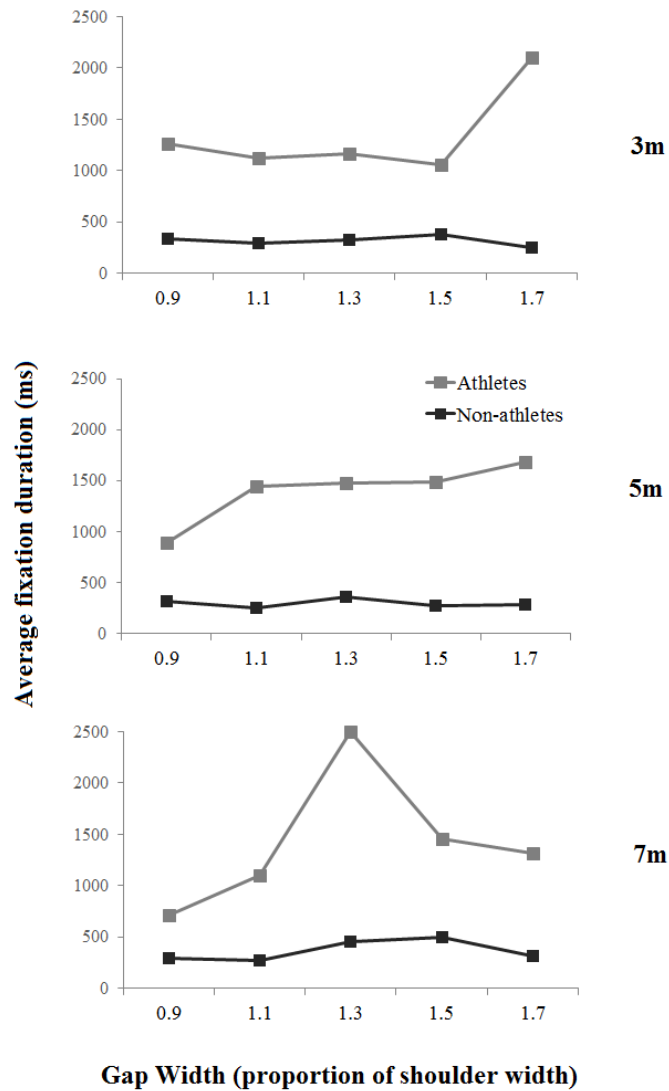 2500
2000
1500
1000
500
0
0.9 1.1 1.3 1.5 1.7
3m
Average fixation duration (ms)
2500
2000
1500
1000
500
0
0.9 1.1 1.3 1.5 1.7
Athletes
Non-athletes
5m
2500
2000
1500
1000
500
0
0.9 1.1 1.3 1.5 1.7
7m
Gap Width (proportion of shoulder width)